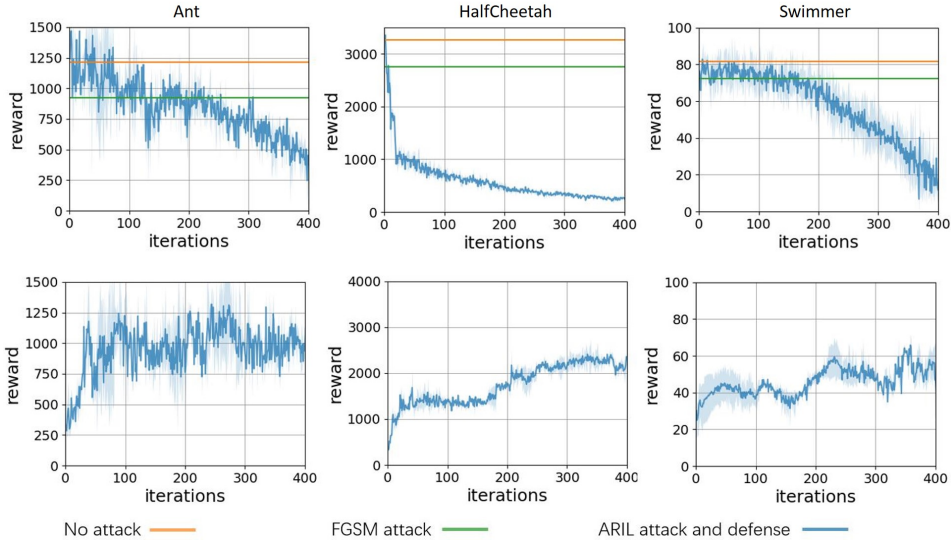 Ant HalfCheetah Swimmer
1500
1250
1000
750
500
250
0
reward
0 100 200 300 400
iterations
3000
2000
1000
0
reward
0 100 200 300 400
iterations
100
80
60
40
20
0
reward
0 100 200 300 400
iterations
1500
1250
1000
750
500
250
0
reward
0 100 200 300 400
iterations
4000
3000
2000
1000
0
reward
0 100 200 300 400
iterations
100
80
60
40
20
0
reward
0 100 200 300 400
iterations
No attack FGSM attack ARIL attack and defense